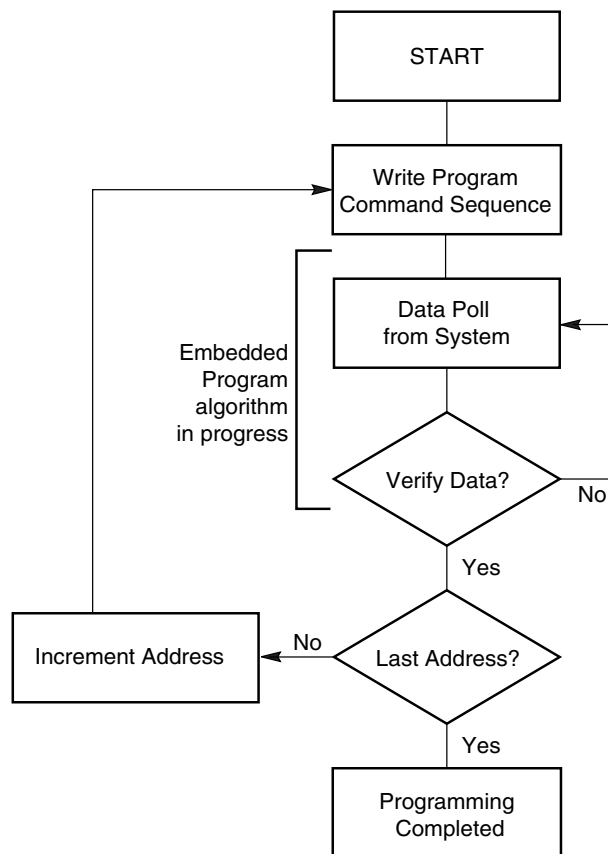 START
Write Program
Command Sequence
Data Poll
from System
Embedded
Program
algorithm
in progress
Verify Data?
No
Yes
Increment Address
No
Last Address?
Yes
Programming
Completed